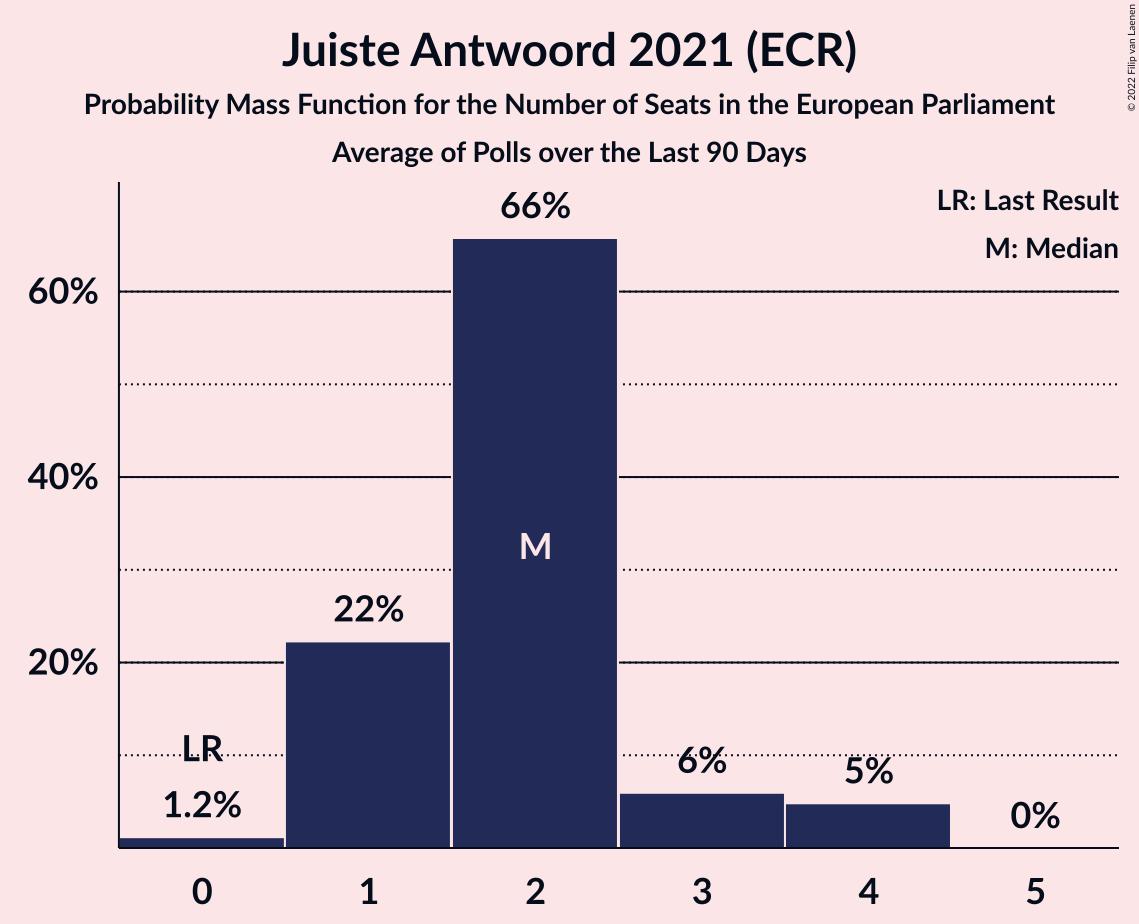 Juiste Antwoord 2021 (ECR)
Probability Mass Function for the Number of Seats in the European Parliament
Average of Polls over the Last 90 Days
© 2022 Filip van Laenen
LR: Last Result
M: Median
66%
60%
40%
M
22%
20%
LR
1.2%
6%
5%
0%
0 1 2 3 4 5